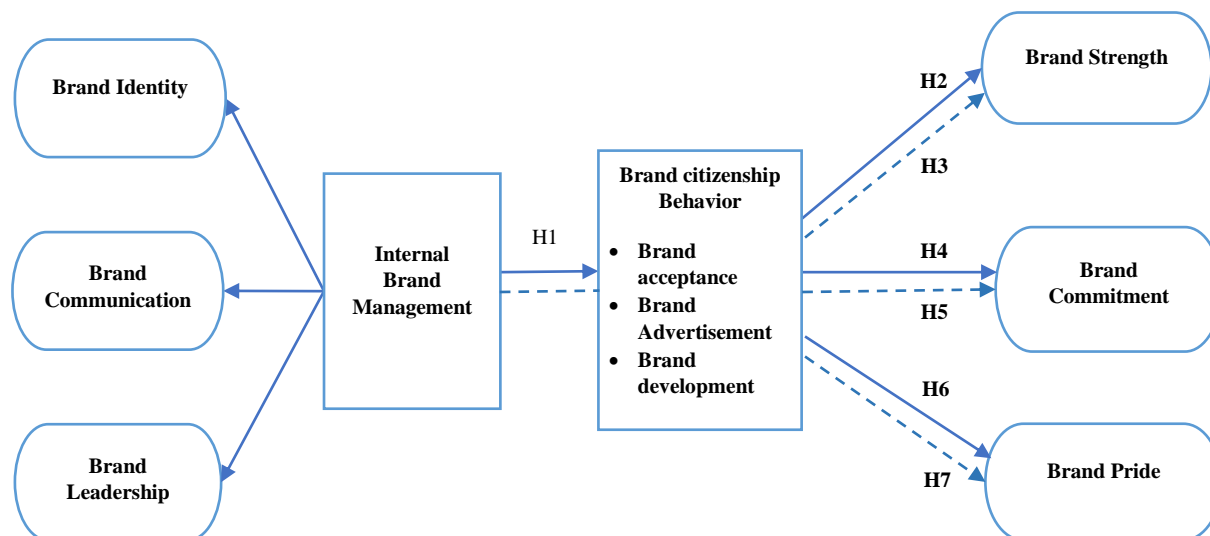 Brand Identity
Brand
Communication
Brand
Leadership
Internal
Brand
Management
H1
Brand citizenship
Behavior
• Brand
acceptance
• Brand
Advertisement
• Brand
development
H2
H3
H4
H5
H6
H7
Brand Strength
Brand
Commitment
Brand Pride